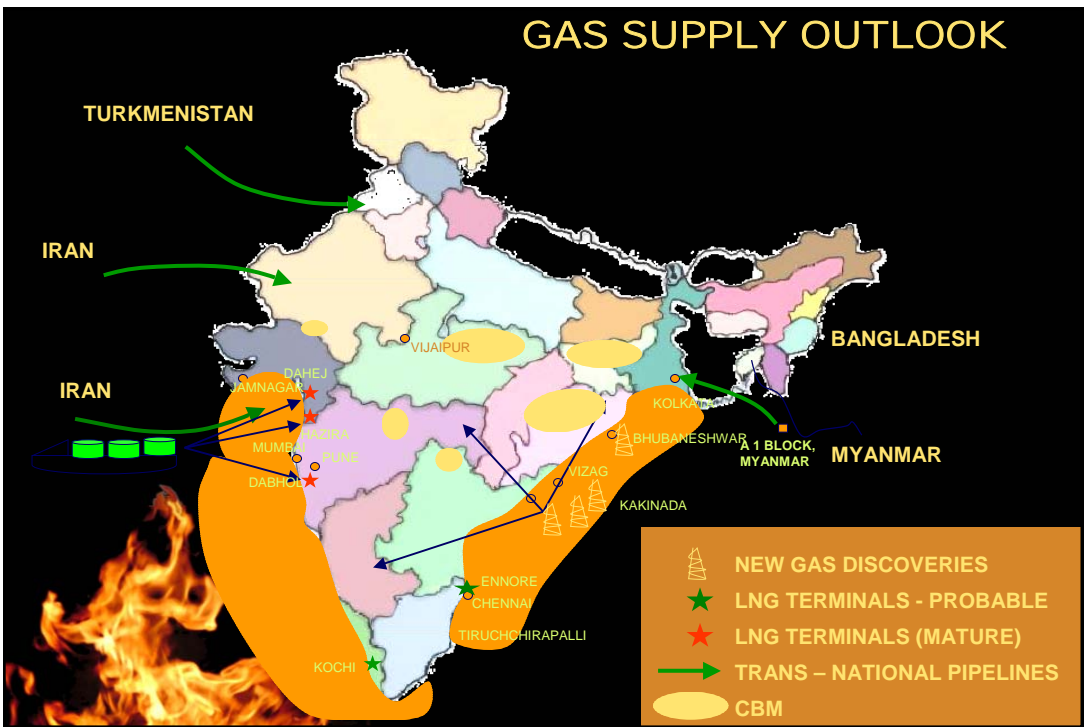 GAS SUPPLY OUTLOOK
TURKMENISTAN
IRAN
VIJAIPUR
BANGLADESH
DAHEJ
IRAN
JAMNAGAR
KOLKATA
HAZIRA
BHUBANESHWAR
A 1 BLOCK,
MYANMAR
MYANMAR
MUMBAI
PUNE
VIZAG
DABHOL
KAKINADA
NEW GAS DISCOVERIES
ENNORE
CHENNAI
LNG TERMINALS - PROBABLE
TIRUCHCHIRAPALLI
LNG TERMINALS (MATURE)
KOCHI
TRANS – NATIONAL PIPELINES
CBM